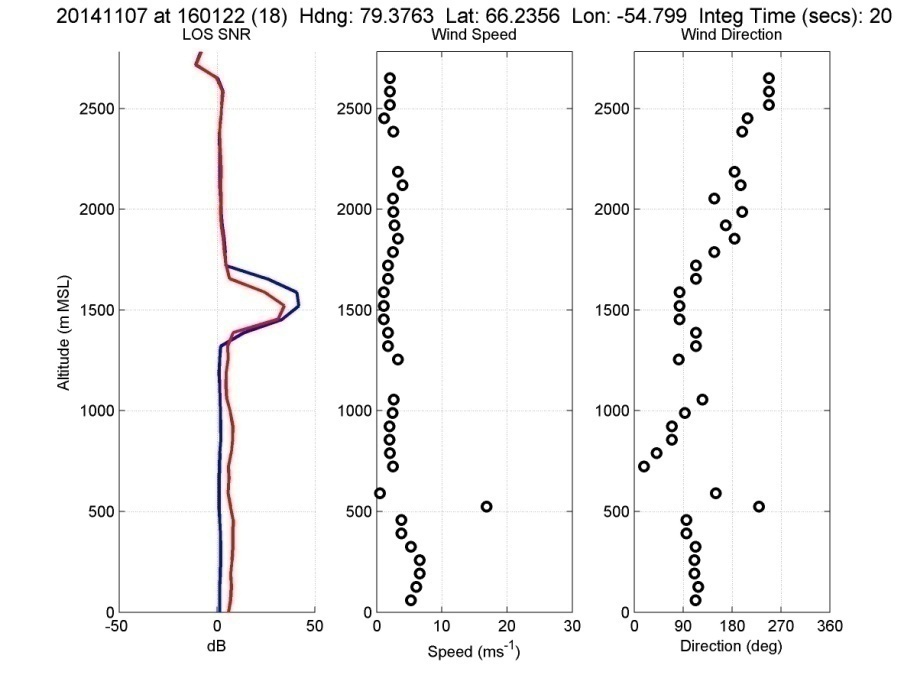 20141107 at 160122 (18) Hdng: 79.3763 Lat: 66.2356 Lon: -54.799 Integ Time (secs): 20
LOS SNR Wind Speed Wind Direction
2500 2500 2500
2000 2000 2000
1500 1500 1500
1000 1000 1000
500 500 500
0 0 0
-50 0 50 0 10 20 30 0 90 180 270 360
Altitude (m MSL)
dB Speed (ms-1) Direction (deg)